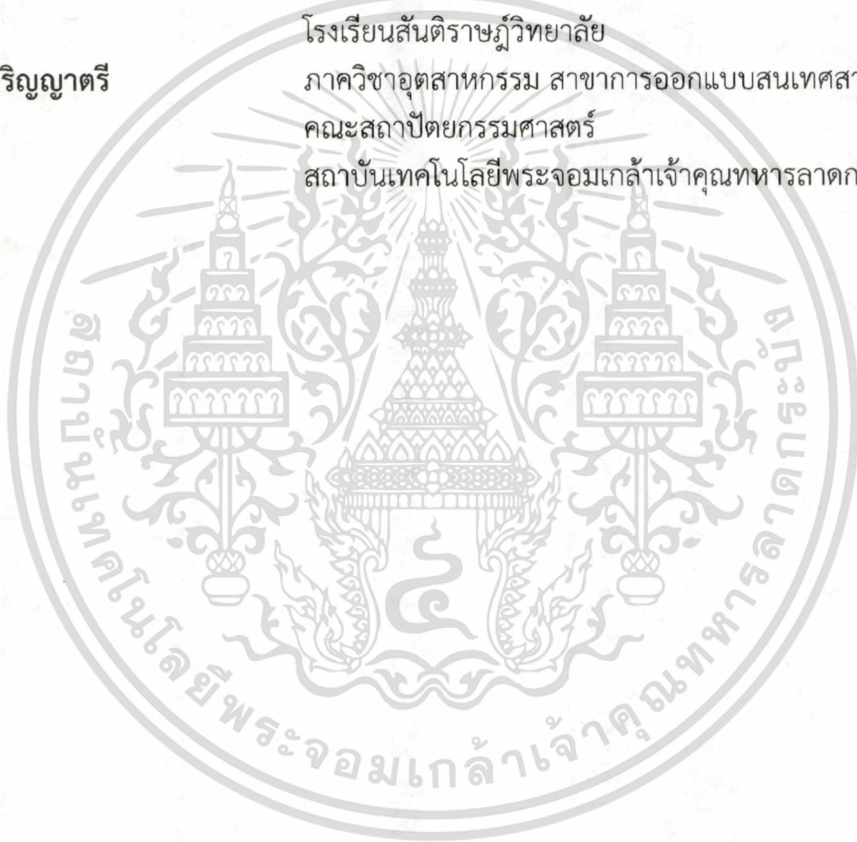 โรงเรียนสันติราษฎร์วิทยาลัย
ริญญาตรี ภาควิชาอุตสาหกรรม สาขาการออกแบบสนเทศสา
คณะสถาปัตยกรรมศาสตร์
สถาบันเทคโนโลยีพระจอมเกล้าเจ้าคุณทหารลาดก
สถาบันเทคโนโลยีพระจอมเกล้าเจ้าคุณทหารลาดกระบัง
๔